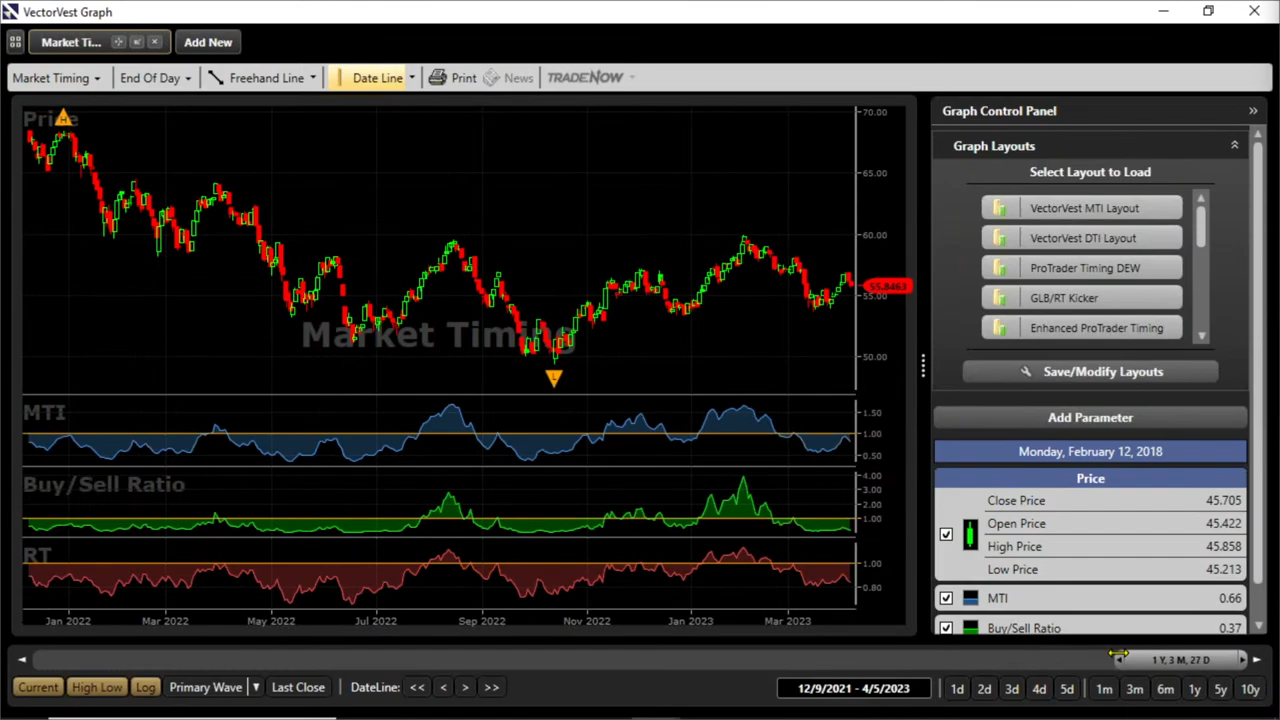 VectorVest Graph
Market Ti...
Add New
Market Timing
End Of Day
Freehand Line
Date Line
Print
News
TRADENOW
Price
H
70.00
65.00
60.00
55.8463
55.00
50.00
Market Timing
L
MTI
1.50
1.00
0.50
Buy/Sell Ratio
4.00
3.00
2.00
1.00
RT
1.00
0.80
Jan 2022 Mar 2022 May 2022 Jul 2022 Sep 2022 Nov 2022 Jan 2023 Mar 2023
Graph Control Panel
Graph Layouts
Select Layout to Load
VectorVest MTI Layout
VectorVest DTI Layout
ProTrader Timing DEW
GLB/RT Kicker
Enhanced ProTrader Timing
Save/Modify Layouts
Add Parameter
Monday, February 12, 2018
Price
Close Price 45.705
Open Price 45.422
High Price 45.858
Low Price 45.213
MTI 0.66
Buy/Sell Ratio 0.37
1 Y, 3 M, 27 D
Current High Low Log Primary Wave Last Close DateLine: << < > >> 12/9/2021 - 4/5/2023 1d 2d 3d 4d 5d 1m 3m 6m 1y 5y 10y